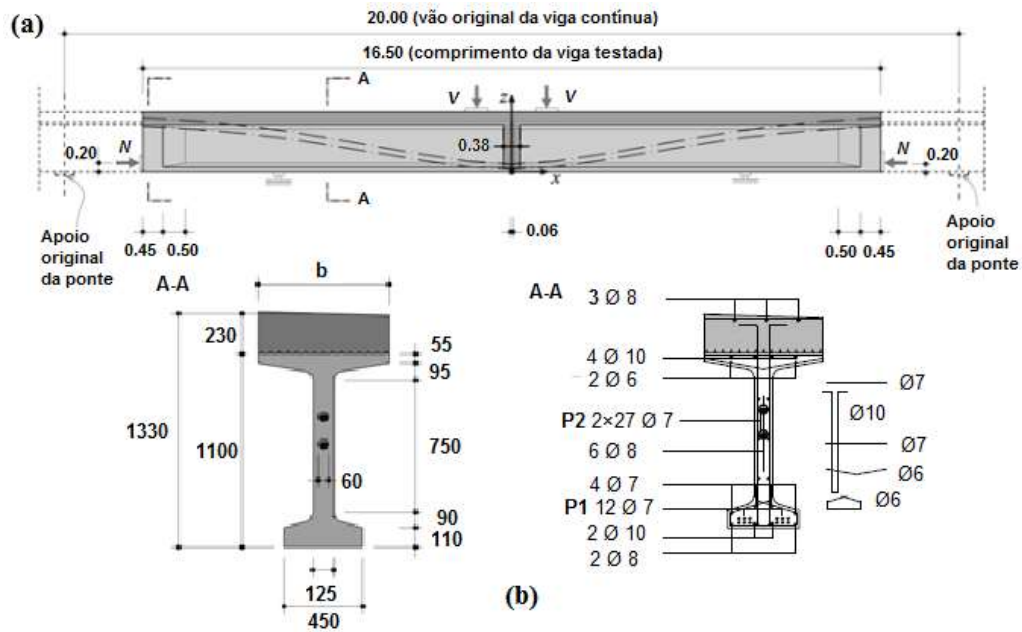 (a)
20.00 (vão original da viga contínua)
16.50 (comprimento da viga testada)
A
V
z
V
0.38
0.20
N
N
0.20
x
A
Apoio
original
da ponte
0.45
0.50
0.06
0.50
0.45
Apoio
original
da ponte
A-A
b
230
55
95
1330
1100
750
60
90
110
125
450
(b)
A-A
3 Ø 8
4 Ø 10
2 Ø 6
P2 2×27 Ø 7
6 Ø 8
4 Ø 7
P1 12 Ø 7
2 Ø 10
2 Ø 8
Ø7
Ø10
Ø7
Ø6
Ø6